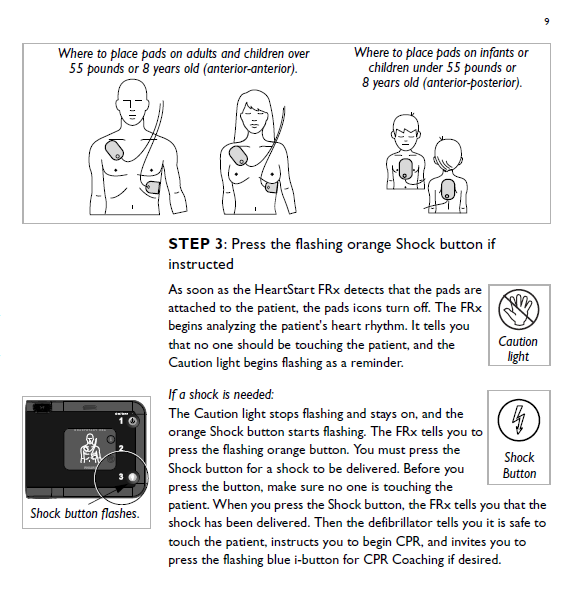 9
Where to place pads on adults and children over
55 pounds or 8 years old (anterior-anterior).
Where to place pads on infants or
children under 55 pounds or
8 years old (anterior-posterior).
STEP 3: Press the flashing orange Shock button if
instructed
As soon as the HeartStart FRx detects that the pads are
attached to the patient, the pads icons turn off. The FRx
begins analyzing the patient's heart rhythm. It tells you
that no one should be touching the patient, and the
Caution light begins flashing as a reminder.
Caution
light
If a shock is needed:
The Caution light stops flashing and stays on, and the
orange Shock button starts flashing. The FRx tells you to
press the flashing orange button. You must press the
Shock button for a shock to be delivered. Before you
press the button, make sure no one is touching the
patient. When you press the Shock button, the FRx tells you that the
shock has been delivered. Then the defibrillator tells you it is safe to
touch the patient, instructs you to begin CPR, and invites you to
press the flashing blue i-button for CPR Coaching if desired.
Shock
Button
1
2
3
Shock button flashes.